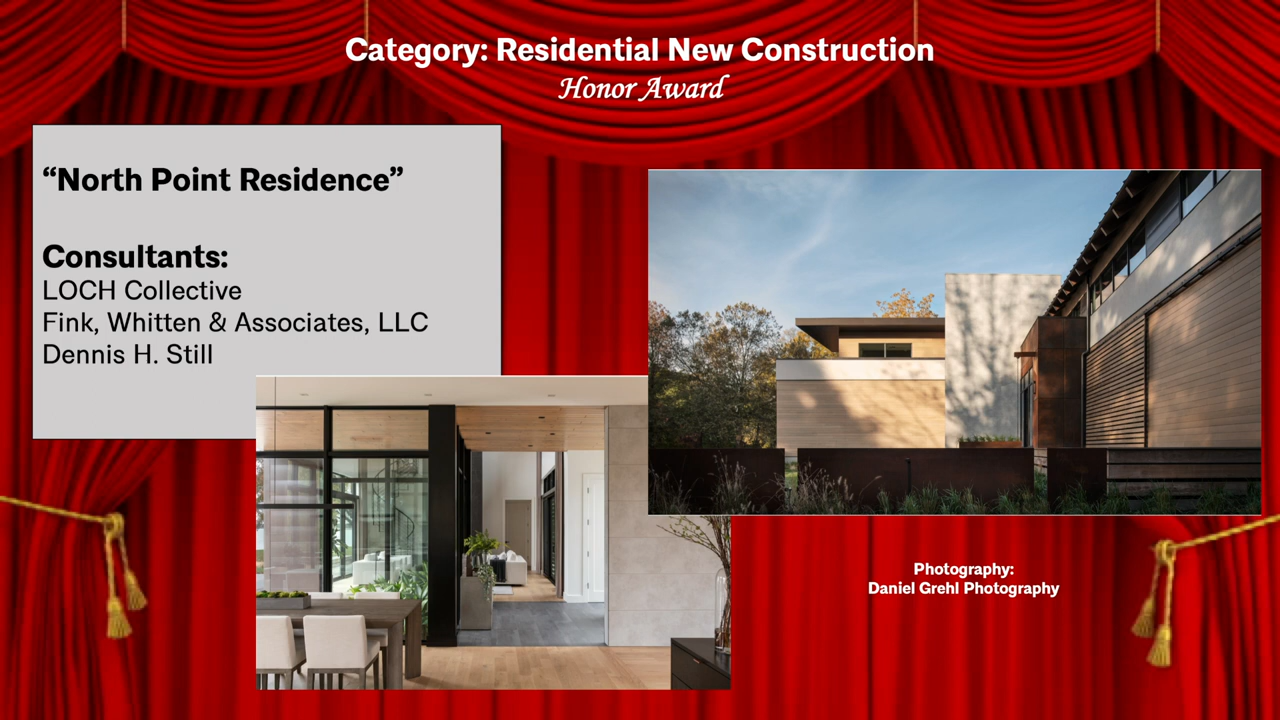 Category: Residential New Construction
Honor Award
“North Point Residence”
Consultants:
LOCH Collective
Fink, Whitten & Associates, LLC
Dennis H. Still
Photography:
Daniel Grehl Photography